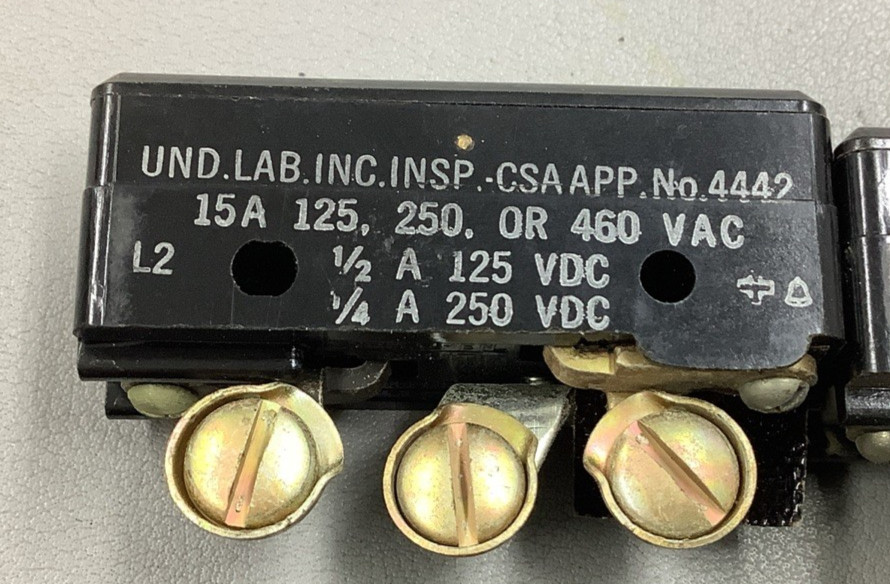 UND.LAB.INC.INSP.-CSA APP.No.4442
15A 125, 250, OR 460 VAC
L2
1/2 A 125 VDC
1/4 A 250 VDC